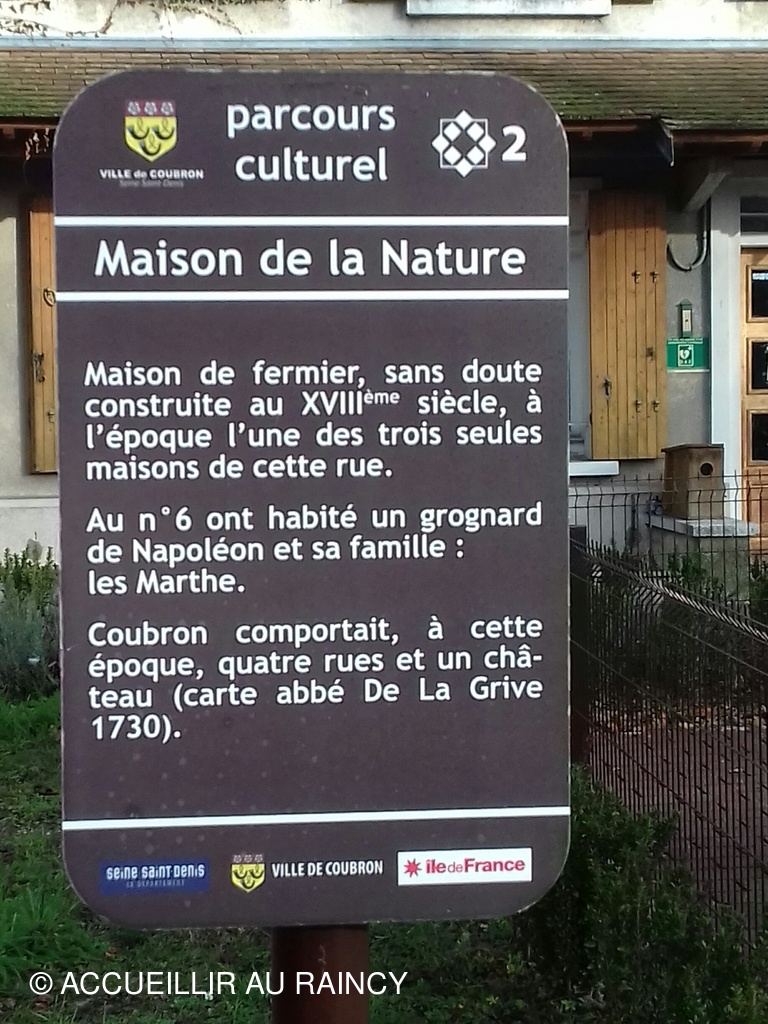 parcours
culturel
2
VILLE de COUBRON
Seine Saint Denis
Maison de la Nature
Maison de fermier, sans doute
construite au XVIIIème siècle, à
l'époque l'une des trois seules
maisons de cette rue.
Au n°6 ont habité un grognard
de Napoléon et sa famille :
les Marthe.
Coubron comportait, à cette
époque, quatre rues et un châ-
teau (carte abbé De La Grive
1730).
seine saint denis
LE DÉPARTEMENT
VILLE DE COUBRON
île de France
© ACCUEILLIR AU RAINCY